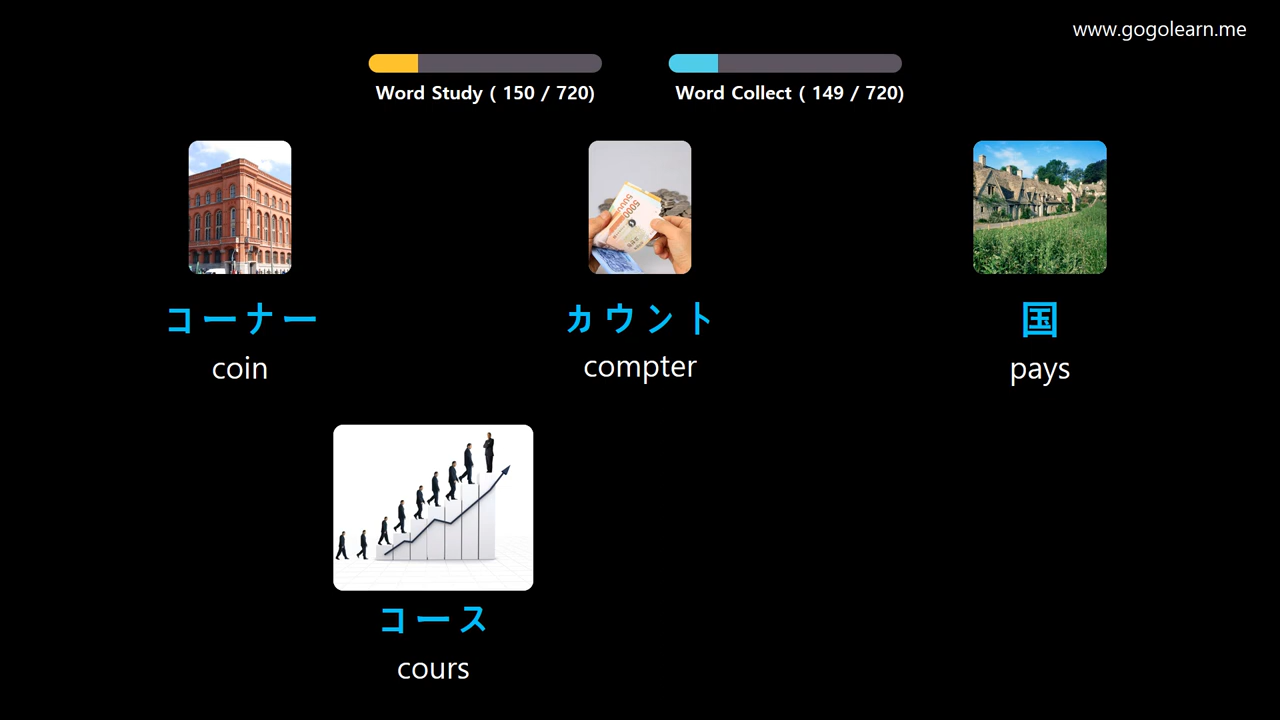 www.gogolearn.me
Word Study ( 150 / 720)
Word Collect ( 149 / 720)
コーナー
coin
カウント
compter
国
pays
コース
cours